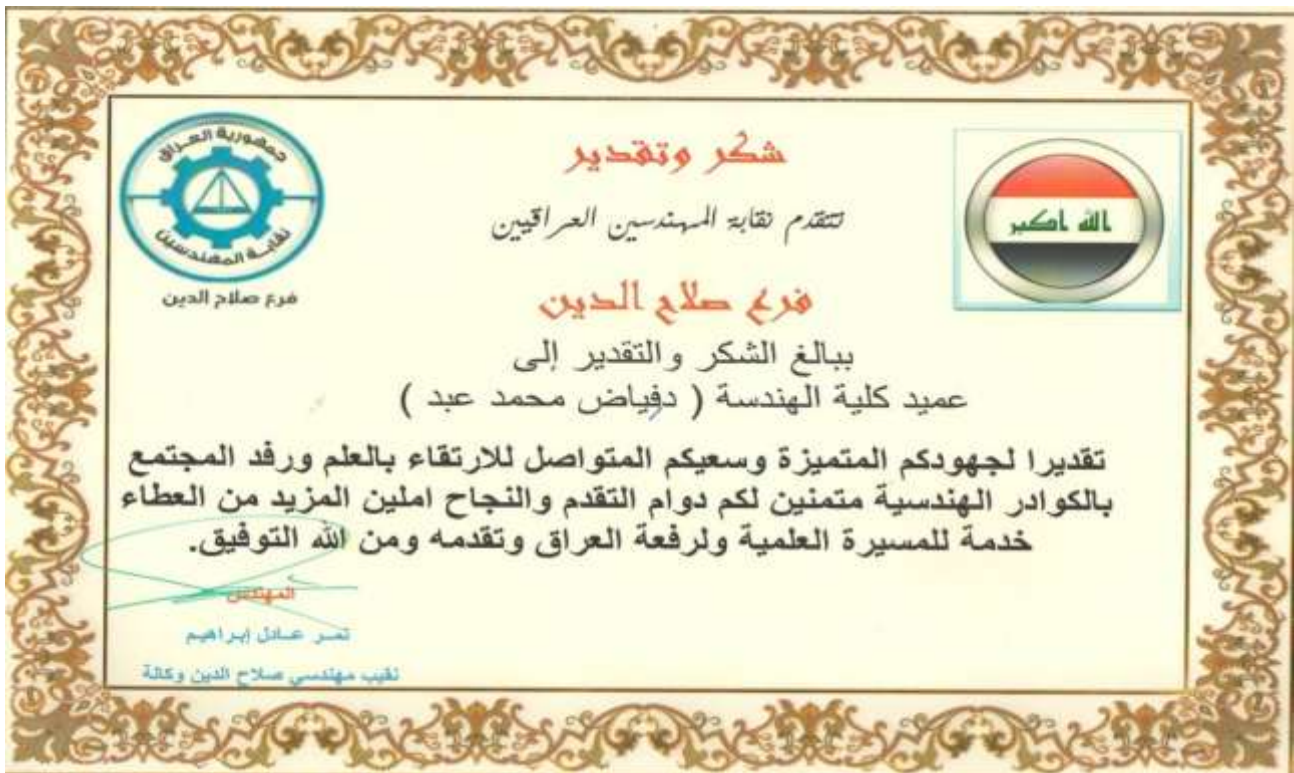 شكر وتقدير
تتقدم نقابة المهندسين العراقيين
فرع صلاح الدين
ببالغ الشكر والتقدير إلى
عميد كلية الهندسة ( دفياض محمد عبد )
تقديرا لجهودكم المتميزة وسعيكم المتواصل للارتقاء بالعلم ورفد المجتمع
بالكوادر الهندسية متمنين لكم دوام التقدم والنجاح املين المزيد من العطاء
خدمة للمسيرة العلمية ولرفعة العراق وتقدمه ومن الله التوفيق.
المهندس
تمر عادل إبراهيم
نقيب مهندسي صلاح الدين وكالة
الله اكبر
جمهورية العراق
نقابة المهندسين
فرع صلاح الدين